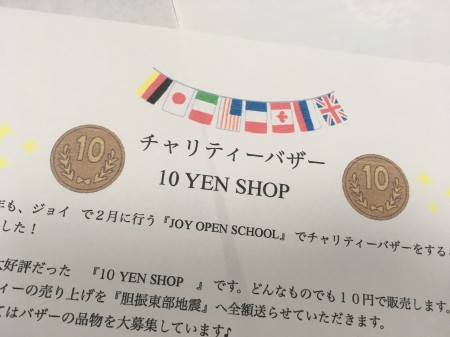 10
10
チャリティーバザー
10 YEN SHOP
年も、ジョイ で2月に行う『JOY OPEN SCHOOL』でチャリティーバザーをする
した！
大好評だった 『10 YEN SHOP 』です。どんなものでも10円で販売します。
ィーの売り上げを『胆振東部地震』へ全額送らせていただきます。
てはバザーの品物を大募集しています♪